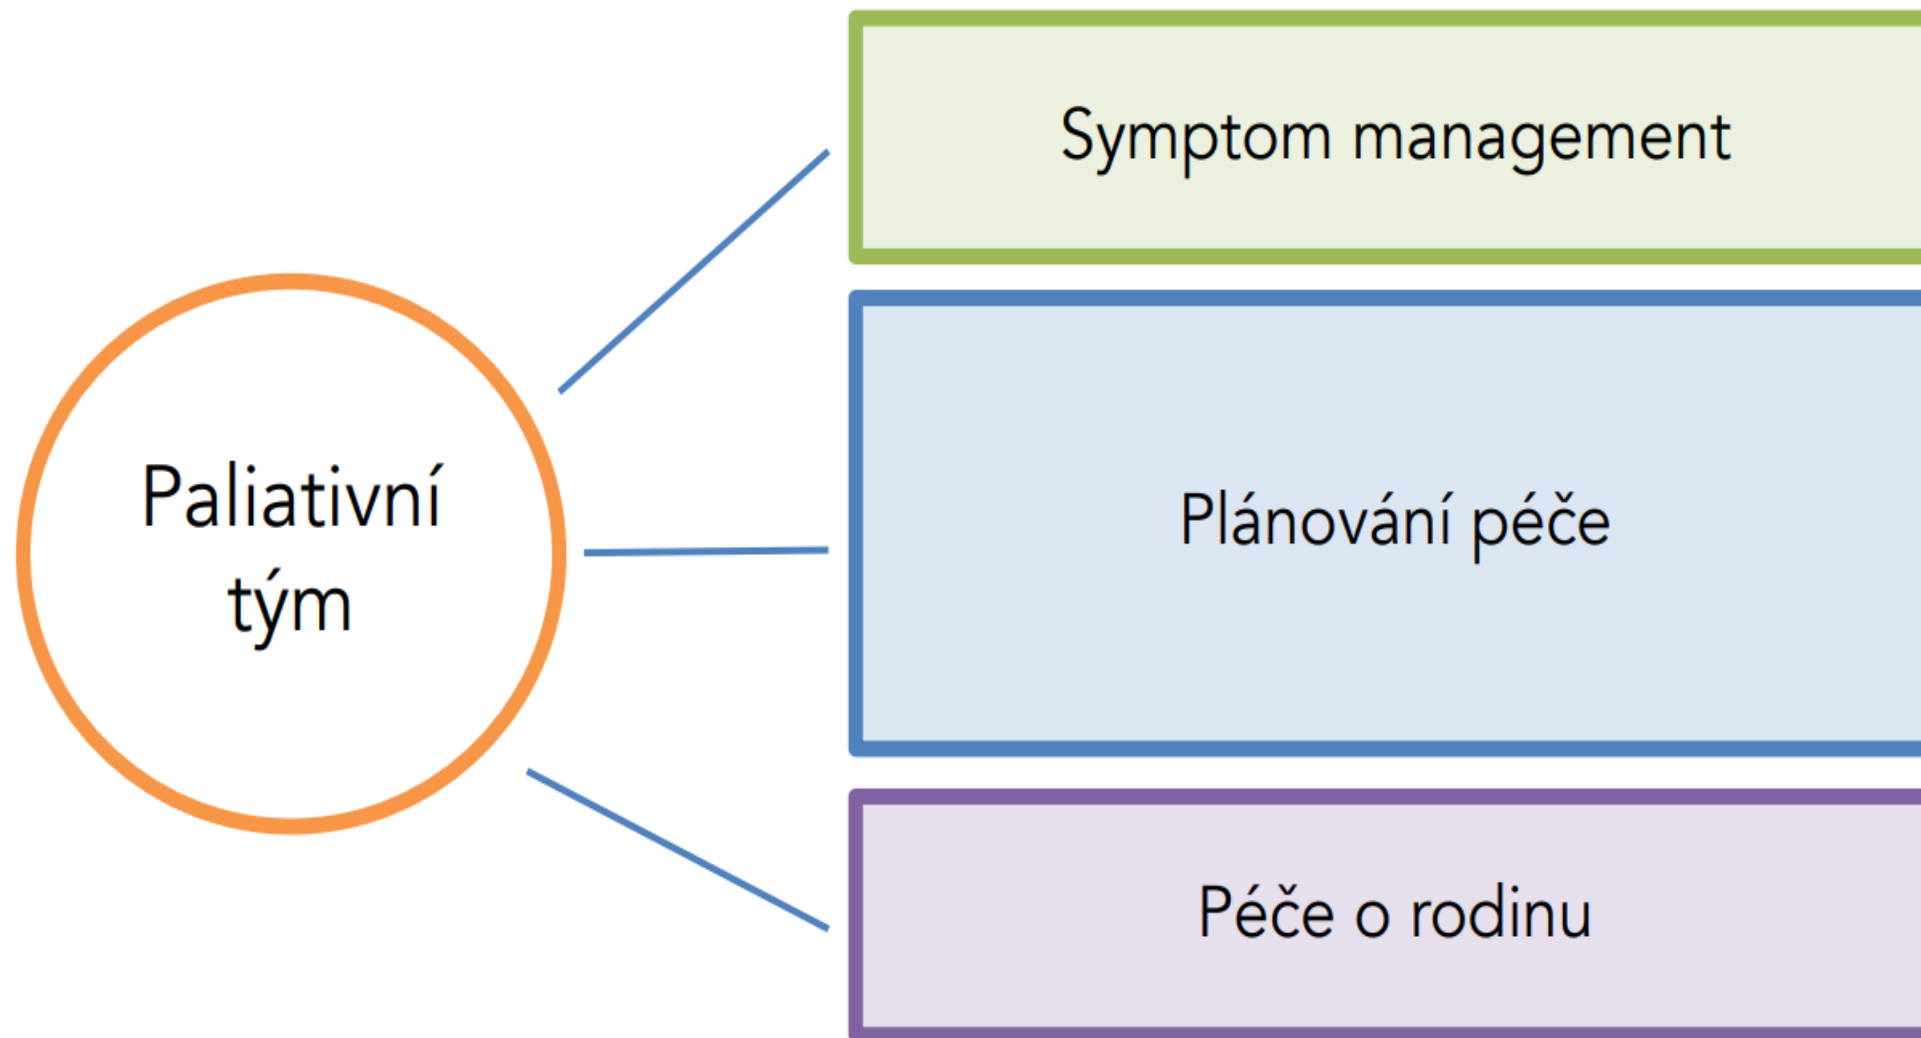 Paliativní
tým
Symptom management
Plánování péče
Péče o rodinu